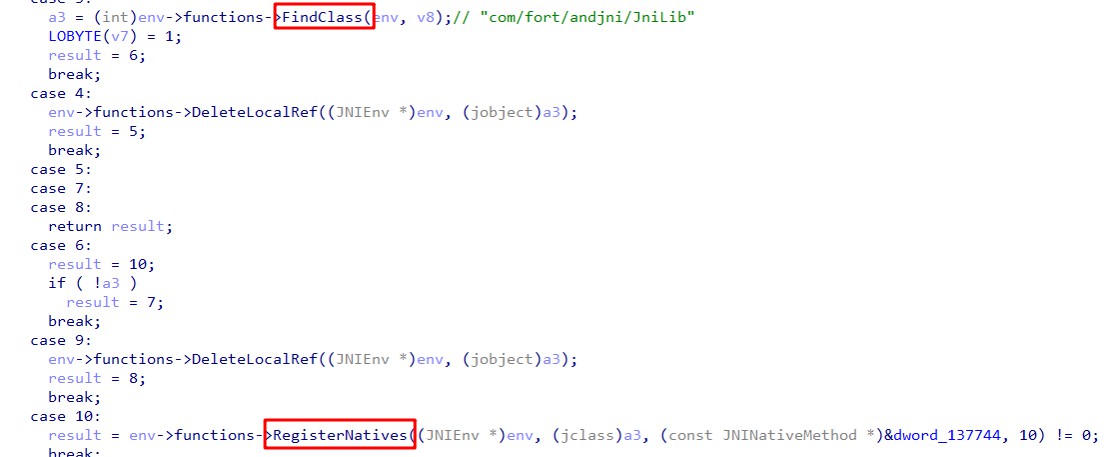 a3 = (int)env->functions->FindClass(env, v8);// "com/fort/andjni/JniLib"
LOBYTE(v7) = 1;
result = 6;
break;
case 4:
env->functions->DeleteLocalRef((JNIEnv *)env, (jobject)a3);
result = 5;
break;
case 5:
case 7:
case 8:
return result;
case 6:
result = 10;
if ( !a3 )
result = 7;
break;
case 9:
env->functions->DeleteLocalRef((JNIEnv *)env, (jobject)a3);
result = 8;
break;
case 10:
result = env->functions->RegisterNatives((JNIEnv *)env, (jclass)a3, (const JNINativeMethod *)&dword_137744, 10) != 0;
break;